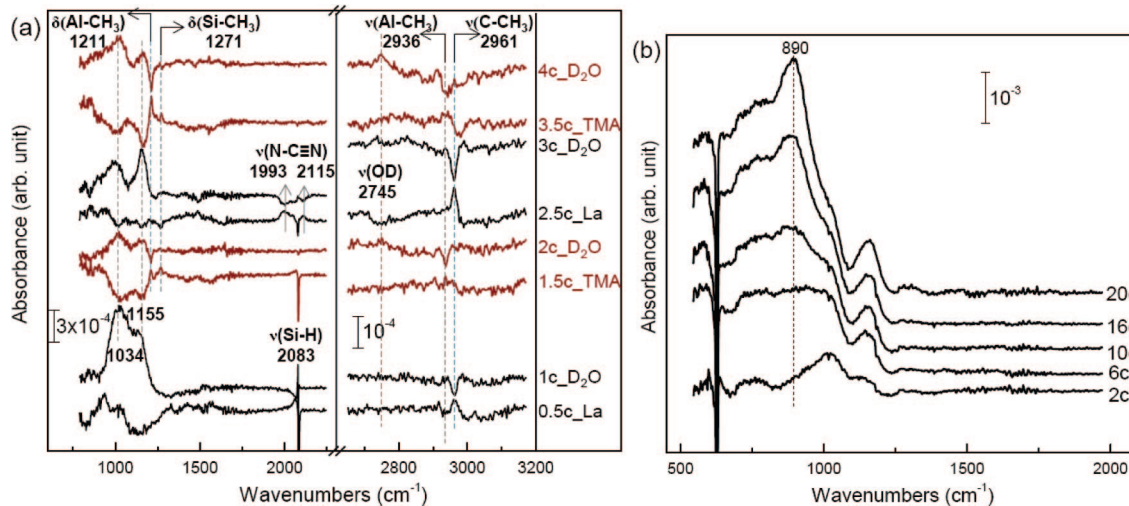 (a)
δ(Al-CH₃)
1211
δ(Si-CH₃)
1271
ν(Al-CH₃)
2936
ν(C-CH₃)
2961
4c_D₂O
3.5c_TMA
3c_D₂O
ν(N-C≡N)
1993 2115
ν(OD)
2745
2.5c_La
2c_D₂O
1.5c_TMA
3x10⁻⁴
1155
1034
ν(Si-H)
2083
10⁻⁴
1c_D₂O
0.5c_La
1000 1500 2000 2800 3000 3200
Wavenumbers (cm⁻¹)
Absorbance (arb. unit)
(b)
890
10⁻³
20
16
10
6c
2c
500 1000 1500 2000
Wavenumbers (cm⁻¹)
Absorbance (arb. unit)